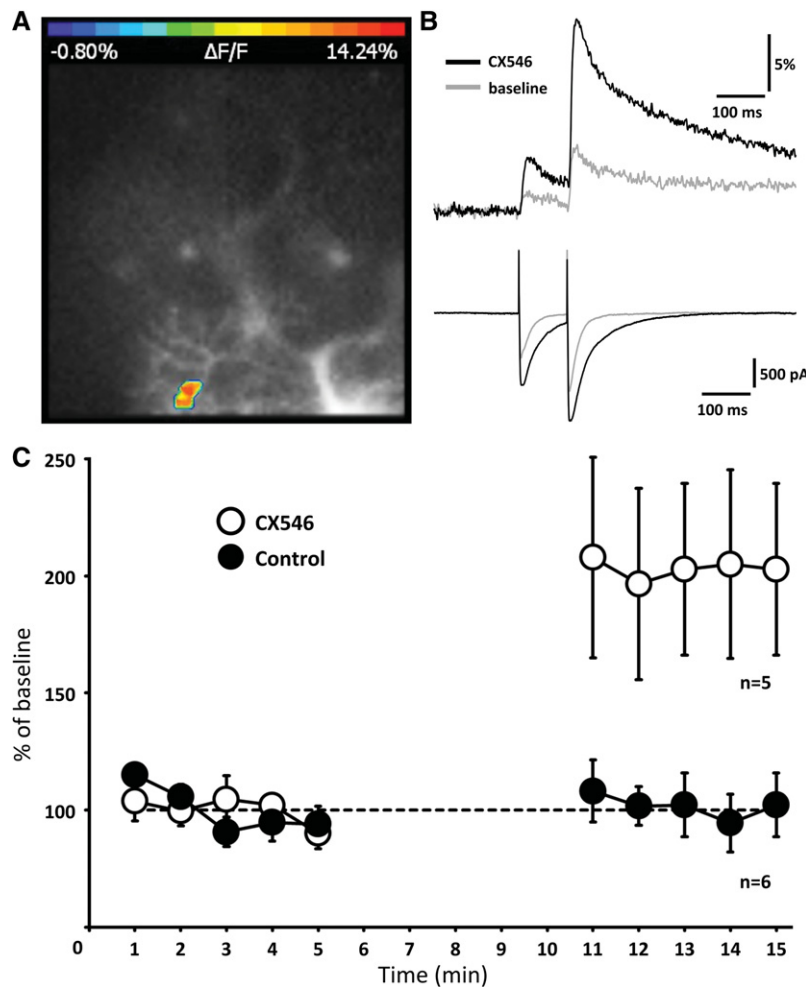 A
-0.80% ΔF/F 14.24%
B
CX546
baseline
5%
100 ms
500 pA
100 ms
C
250
200
150
100
0
% of baseline
CX546
Control
n=5
n=6
1 2 3 4 5 6 7 8 9 10 11 12 13 14 15
Time (min)